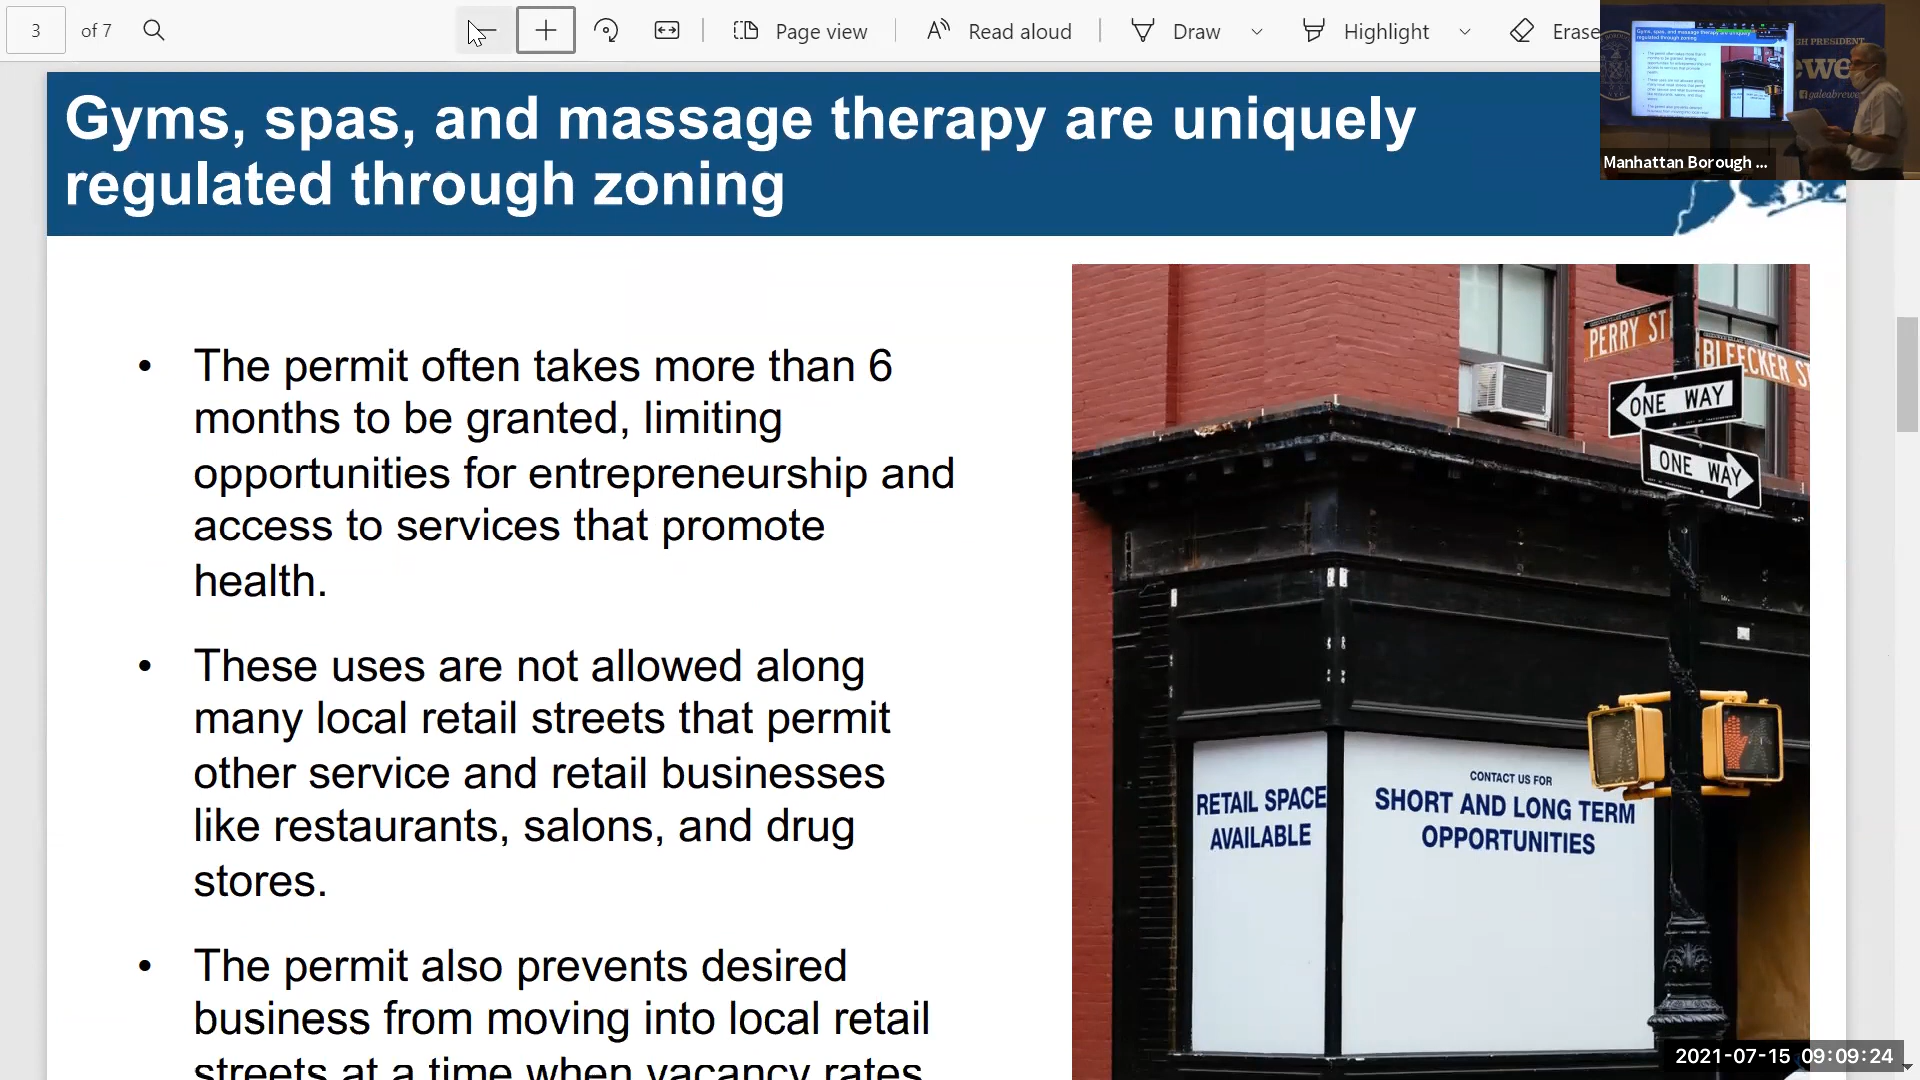 3
of 7
Page view
Read aloud
Draw
Highlight
Erase
Gyms, spas, and massage therapy are uniquely
regulated through zoning
Manhattan Borough ...
• The permit often takes more than 6
months to be granted, limiting
opportunities for entrepreneurship and
access to services that promote
health.
• These uses are not allowed along
many local retail streets that permit
other service and retail businesses
like restaurants, salons, and drug
stores.
• The permit also prevents desired
business from moving into local retail
streets at a time when vacancy rates
PERRY ST
BLEECKER ST
ONE WAY
ONE WAY
RETAIL SPACE
AVAILABLE
CONTACT US FOR
SHORT AND LONG TERM
OPPORTUNITIES
2021-07-15 09:09:24